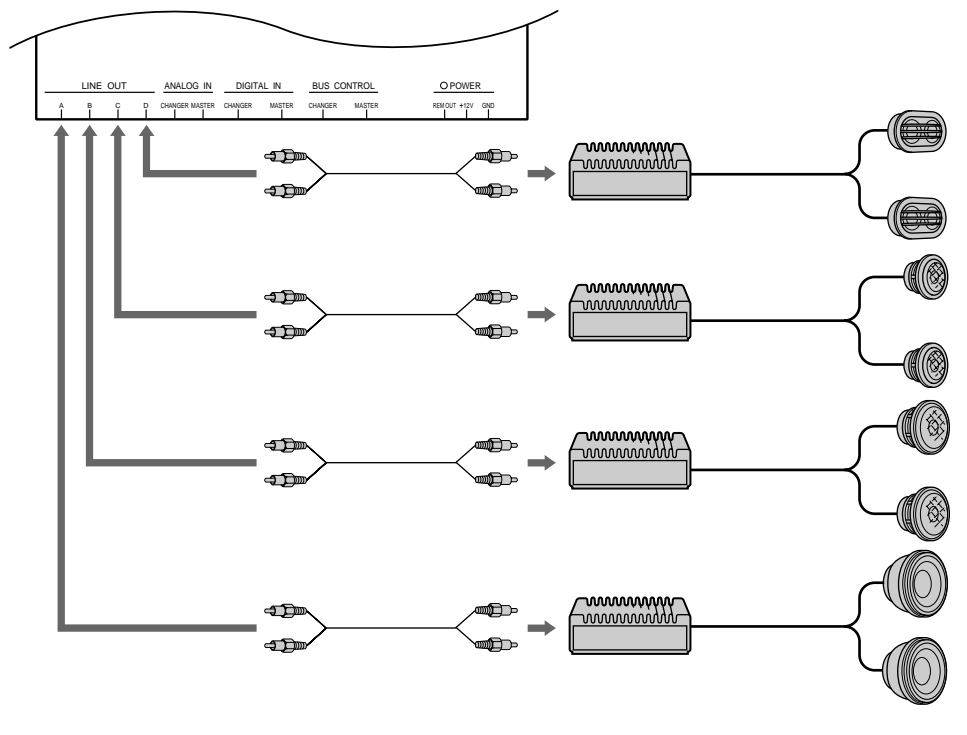 LINE OUT ANALOG IN DIGITAL IN BUS CONTROL POWER
A B C D CHANGER MASTER CHANGER MASTER CHANGER MASTER REM OUT +12V GND